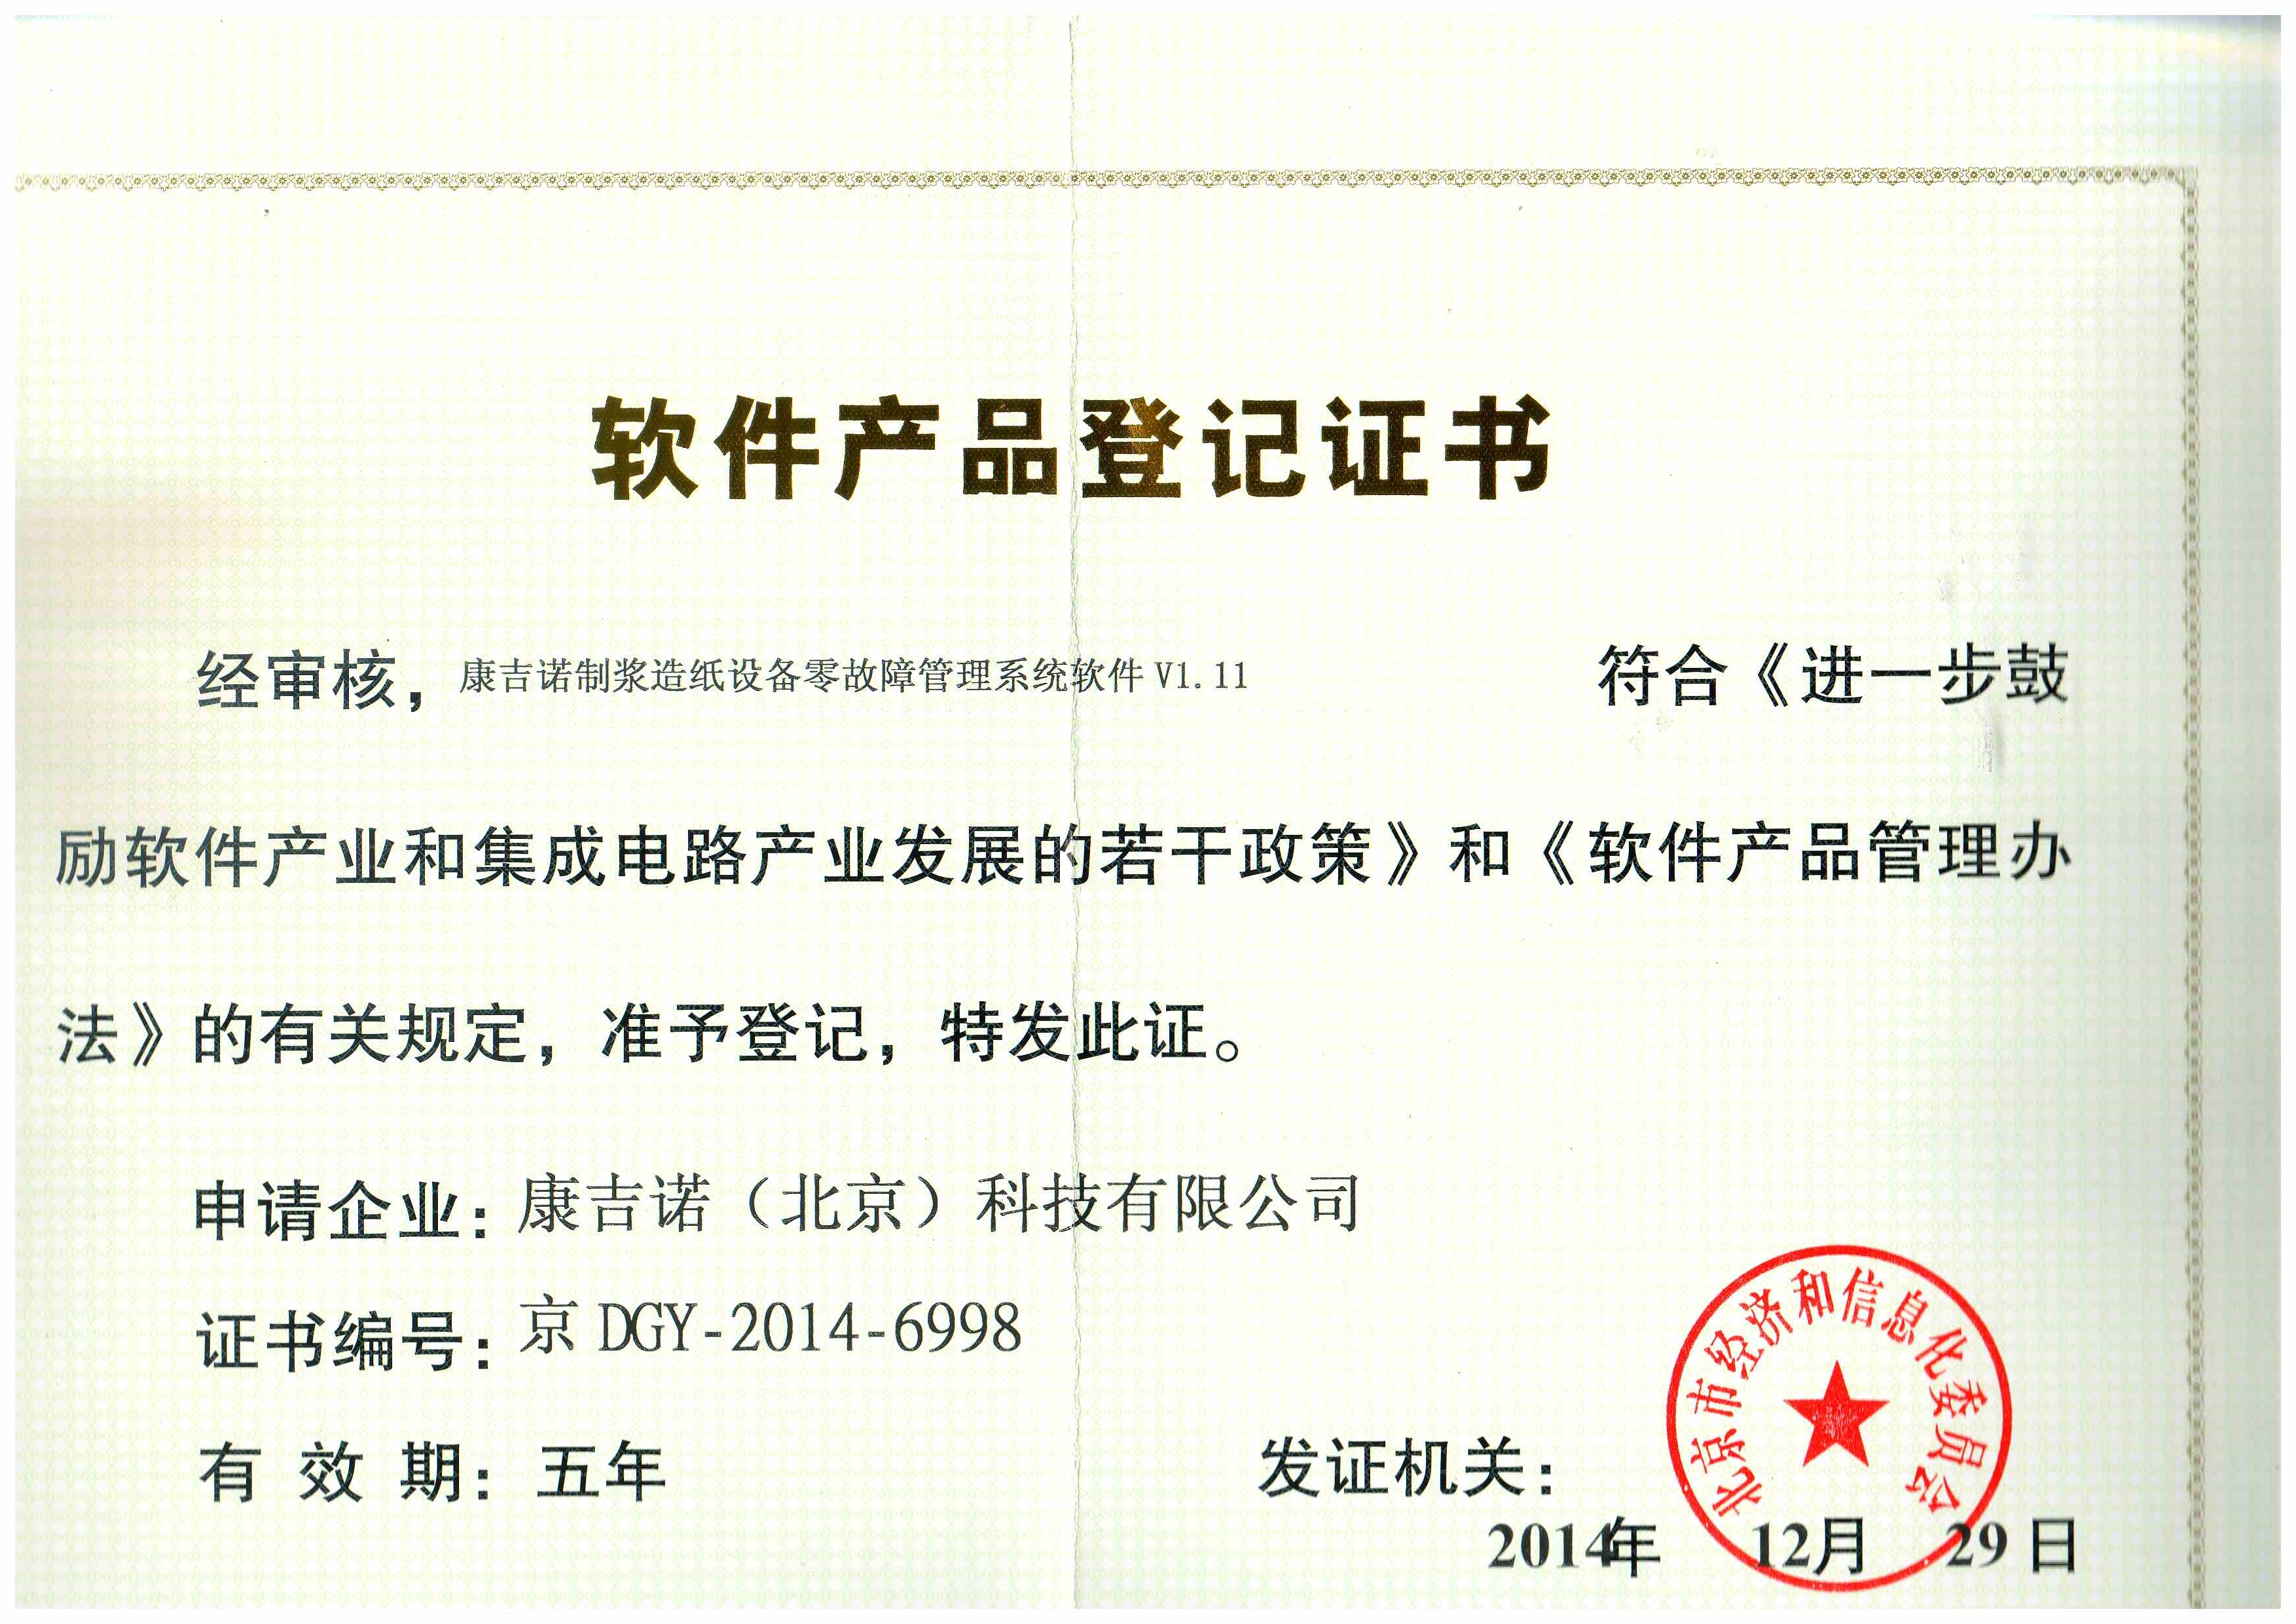 软件产品登记证书
经审核，康吉诺制浆造纸设备零故障管理系统软件 V1.11 符合《进一步鼓
励软件产业和集成电路产业发展的若干政策》和《软件产品管理办
法》的有关规定，准予登记，特发此证。
申请企业：康吉诺（北京）科技有限公司
证书编号：京 DGY-2014-6998
有 效 期：五年
发证机关：
北京市经济和信息化委员会
2014年 12月 29日